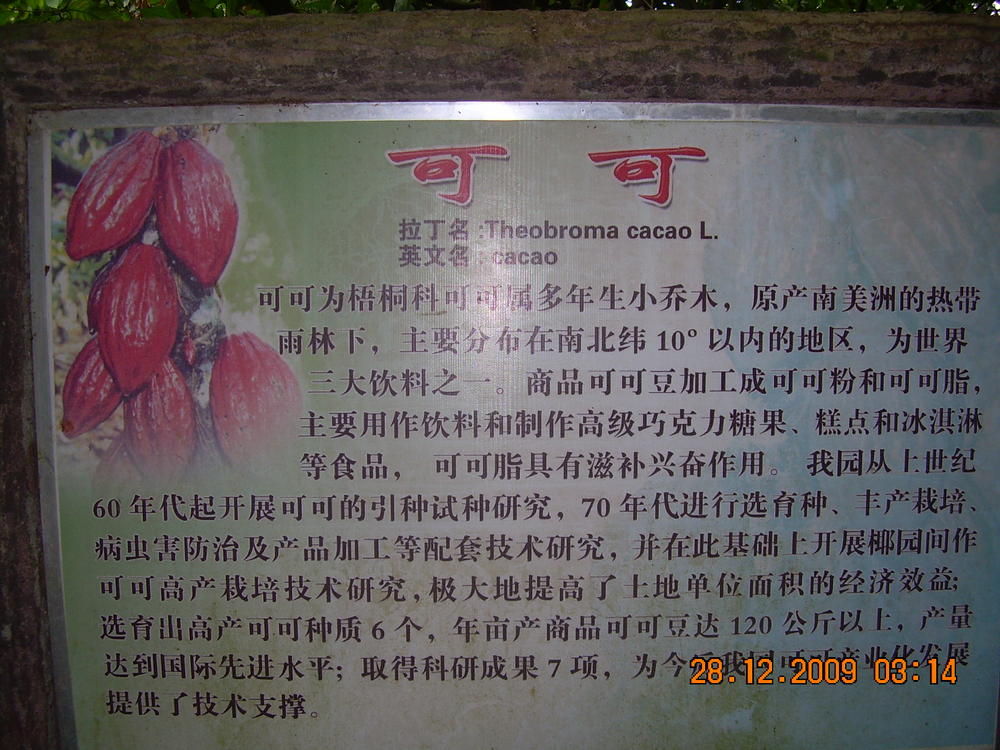 可可
拉丁名:Theobroma cacao L.
英文名: cacao
可可为梧桐科可可属多年生小乔木，原产南美洲的热带
雨林下，主要分布在南北纬 10° 以内的地区，为世界
三大饮料之一。商品可可豆加工成可可粉和可可脂，
主要用作饮料和制作高级巧克力糖果、糕点和冰淇淋
等食品， 可可脂具有滋补兴奋作用。 我园从上世纪
60 年代起开展可可的引种试种研究，70 年代进行选育种、丰产栽培、
病虫害防治及产品加工等配套技术研究，并在此基础上开展椰园间作
可可高产栽培技术研究，极大地提高了土地单位面积的经济效益；
选育出高产可可种质 6 个，年亩产商品可可豆达 120 公斤以上，产量
达到国际先进水平；取得科研成果 7 项，为今后我国可可产业化发展
提供了技术支撑。
28.12.2009 03:14